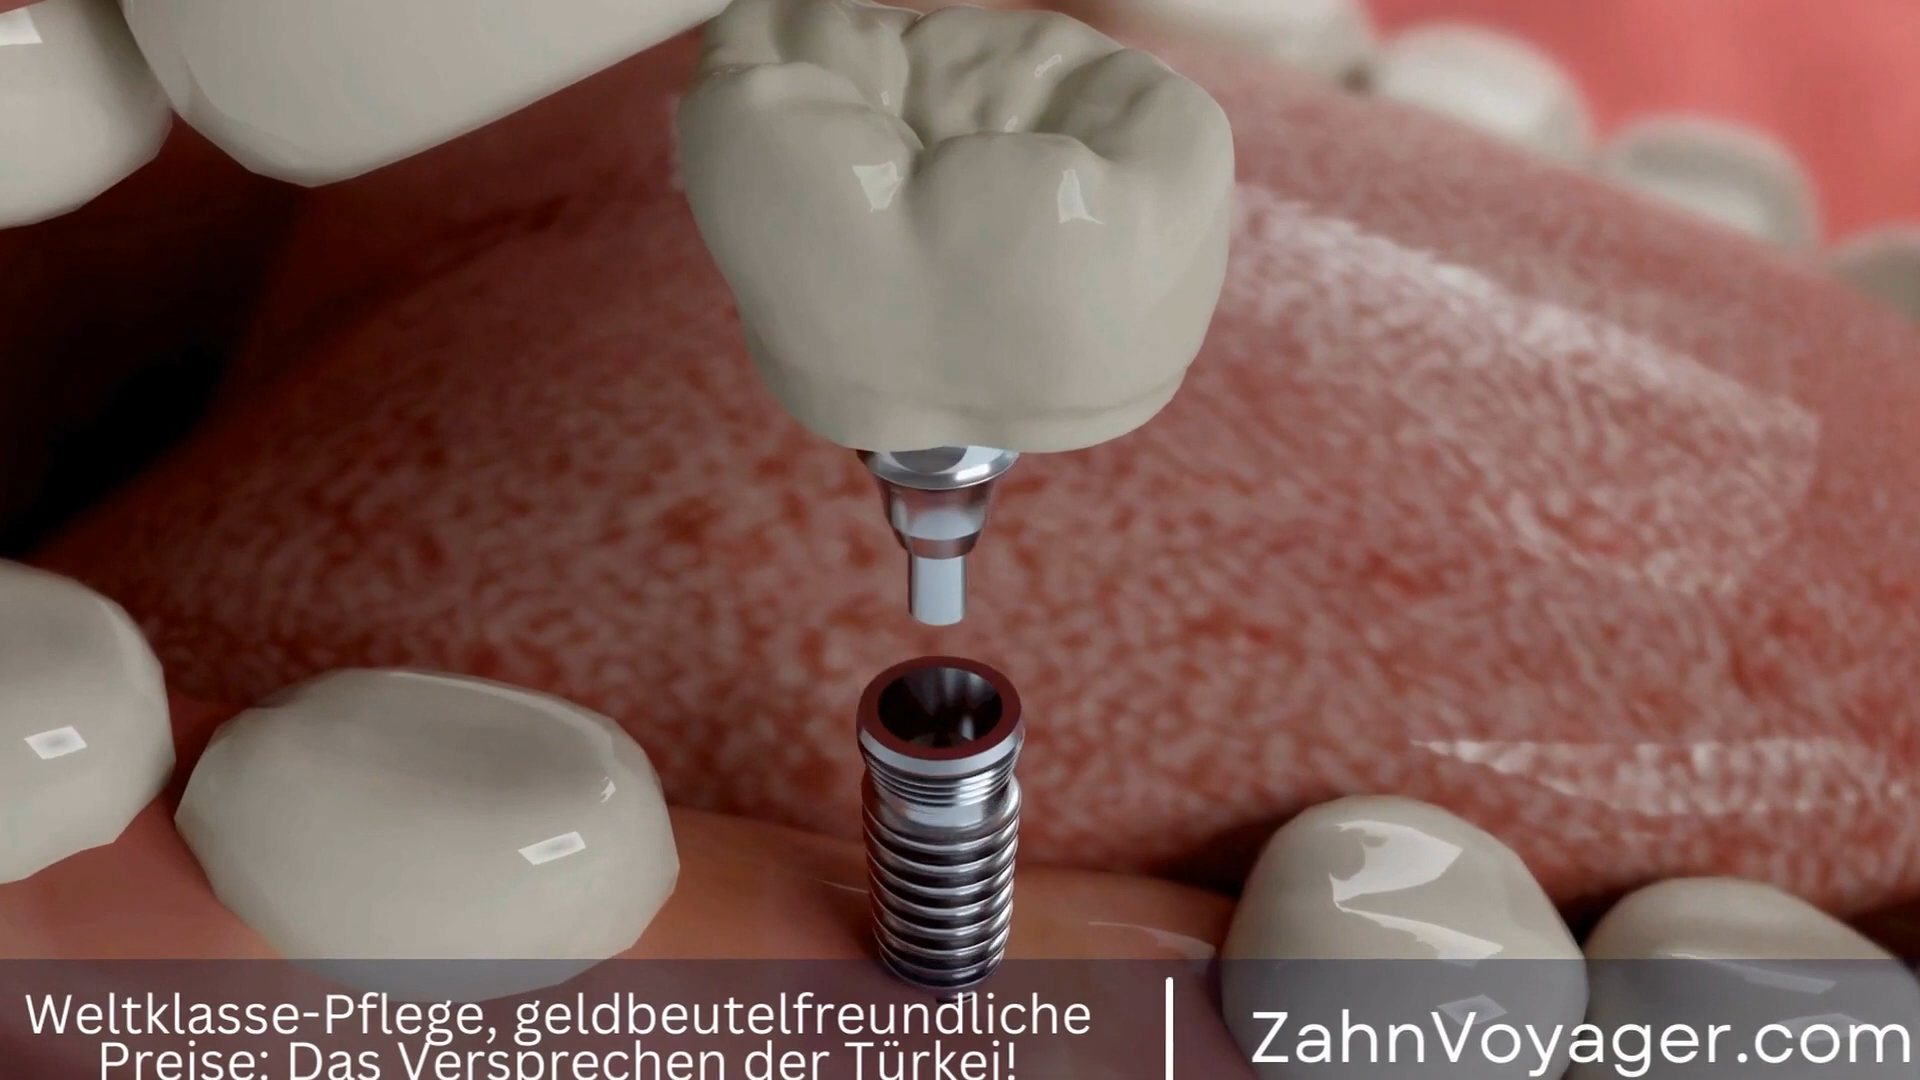 Weltklasse-Pflege, geldbeutelfreundliche
Preise: Das Versprechen der Türkei!
ZahnVoyager.com